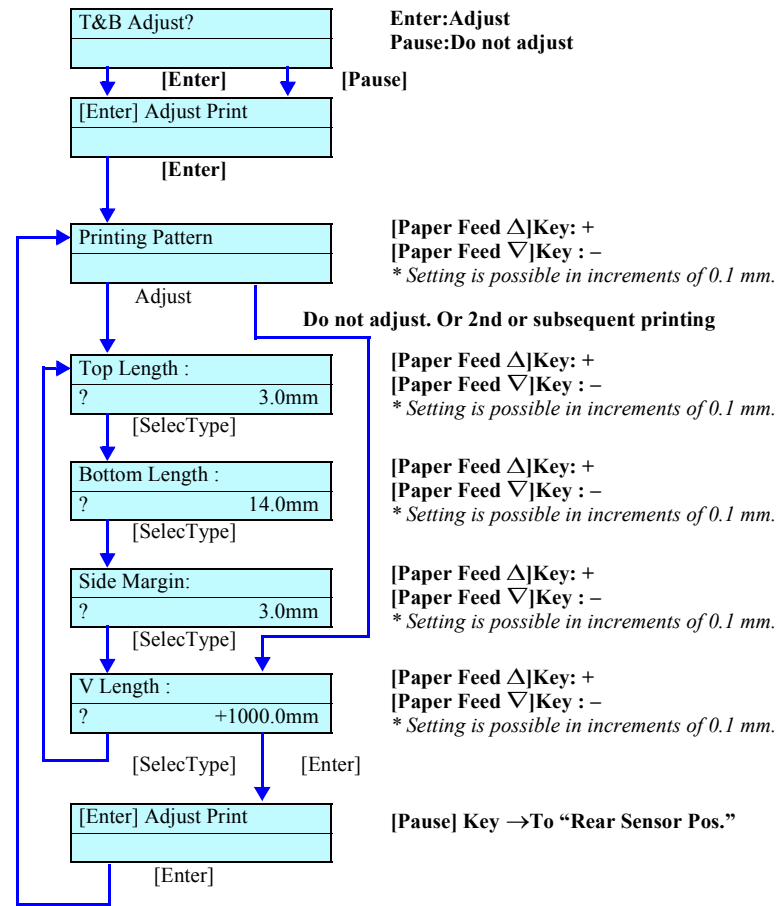 T&B Adjust?
Enter:Adjust
Pause:Do not adjust
[Enter]
[Pause]
[Enter] Adjust Print
[Enter]
Printing Pattern
[Paper Feed △]Key: +
[Paper Feed ▽]Key : –
* Setting is possible in increments of 0.1 mm.
Adjust
Do not adjust. Or 2nd or subsequent printing
Top Length :
? 3.0mm
[Paper Feed △]Key: +
[Paper Feed ▽]Key : –
* Setting is possible in increments of 0.1 mm.
[SelecType]
Bottom Length :
? 14.0mm
[Paper Feed △]Key: +
[Paper Feed ▽]Key : –
* Setting is possible in increments of 0.1 mm.
[SelecType]
Side Margin:
? 3.0mm
[Paper Feed △]Key: +
[Paper Feed ▽]Key : –
* Setting is possible in increments of 0.1 mm.
[SelecType]
V Length :
? +1000.0mm
[Paper Feed △]Key: +
[Paper Feed ▽]Key : –
* Setting is possible in increments of 0.1 mm.
[SelecType]
[Enter]
[Enter] Adjust Print
[Pause] Key →To “Rear Sensor Pos.”
[Enter]